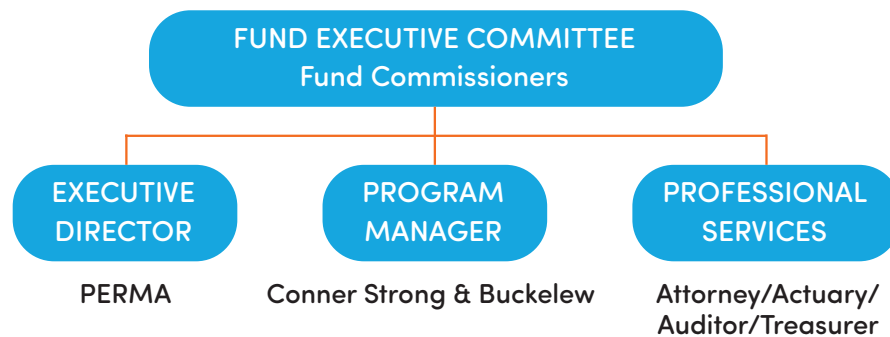 FUND EXECUTIVE COMMITTEE
Fund Commissioners
EXECUTIVE
DIRECTOR
PROGRAM
MANAGER
PROFESSIONAL
SERVICES
PERMA
Conner Strong & Buckelew
Attorney/Actuary/
Auditor/Treasurer